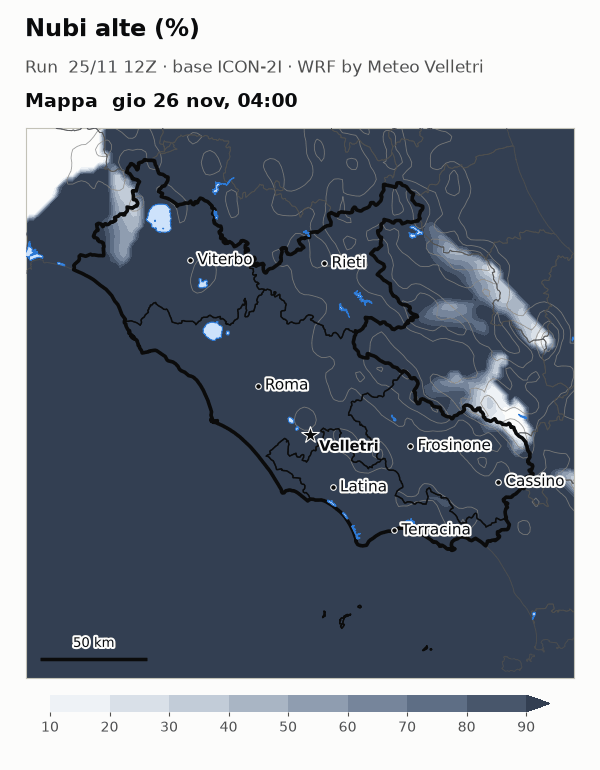 Nubi alte (%)
Run  25/11 12Z · base ICON-2I · WRF by Meteo Velletri
Mappa  gio 26 nov, 04:00
Viterbo
Rieti
Roma
Velletri
Frosinone
Latina
Cassino
Terracina
50 km
10 20 30 40 50 60 70 80 90